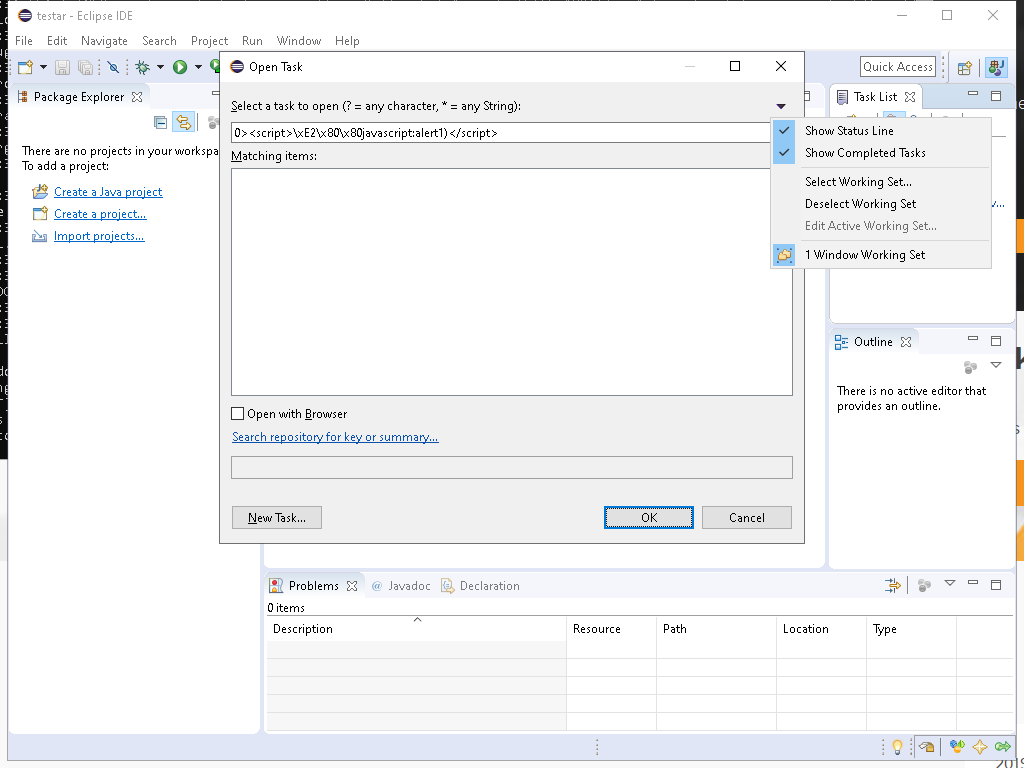 testar - Eclipse IDE
File Edit Navigate Search Project Run Window Help
Quick Access
Package Explorer
There are no projects in your workspa
To add a project:
Create a Java project
Create a project...
Import projects...
Open Task
Select a task to open (? = any character, * = any String):
0><script>\xE2\x80\x80javascript:alert1)</script>
Matching items:
Open with Browser
Search repository for key or summary...
New Task...
OK
Cancel
Task List
Show Status Line
Show Completed Tasks
Select Working Set...
Deselect Working Set
Edit Active Working Set...
1 Window Working Set
Outline
There is no active editor that
provides an outline.
Problems @ Javadoc Declaration
0 items
Description Resource Path Location Type